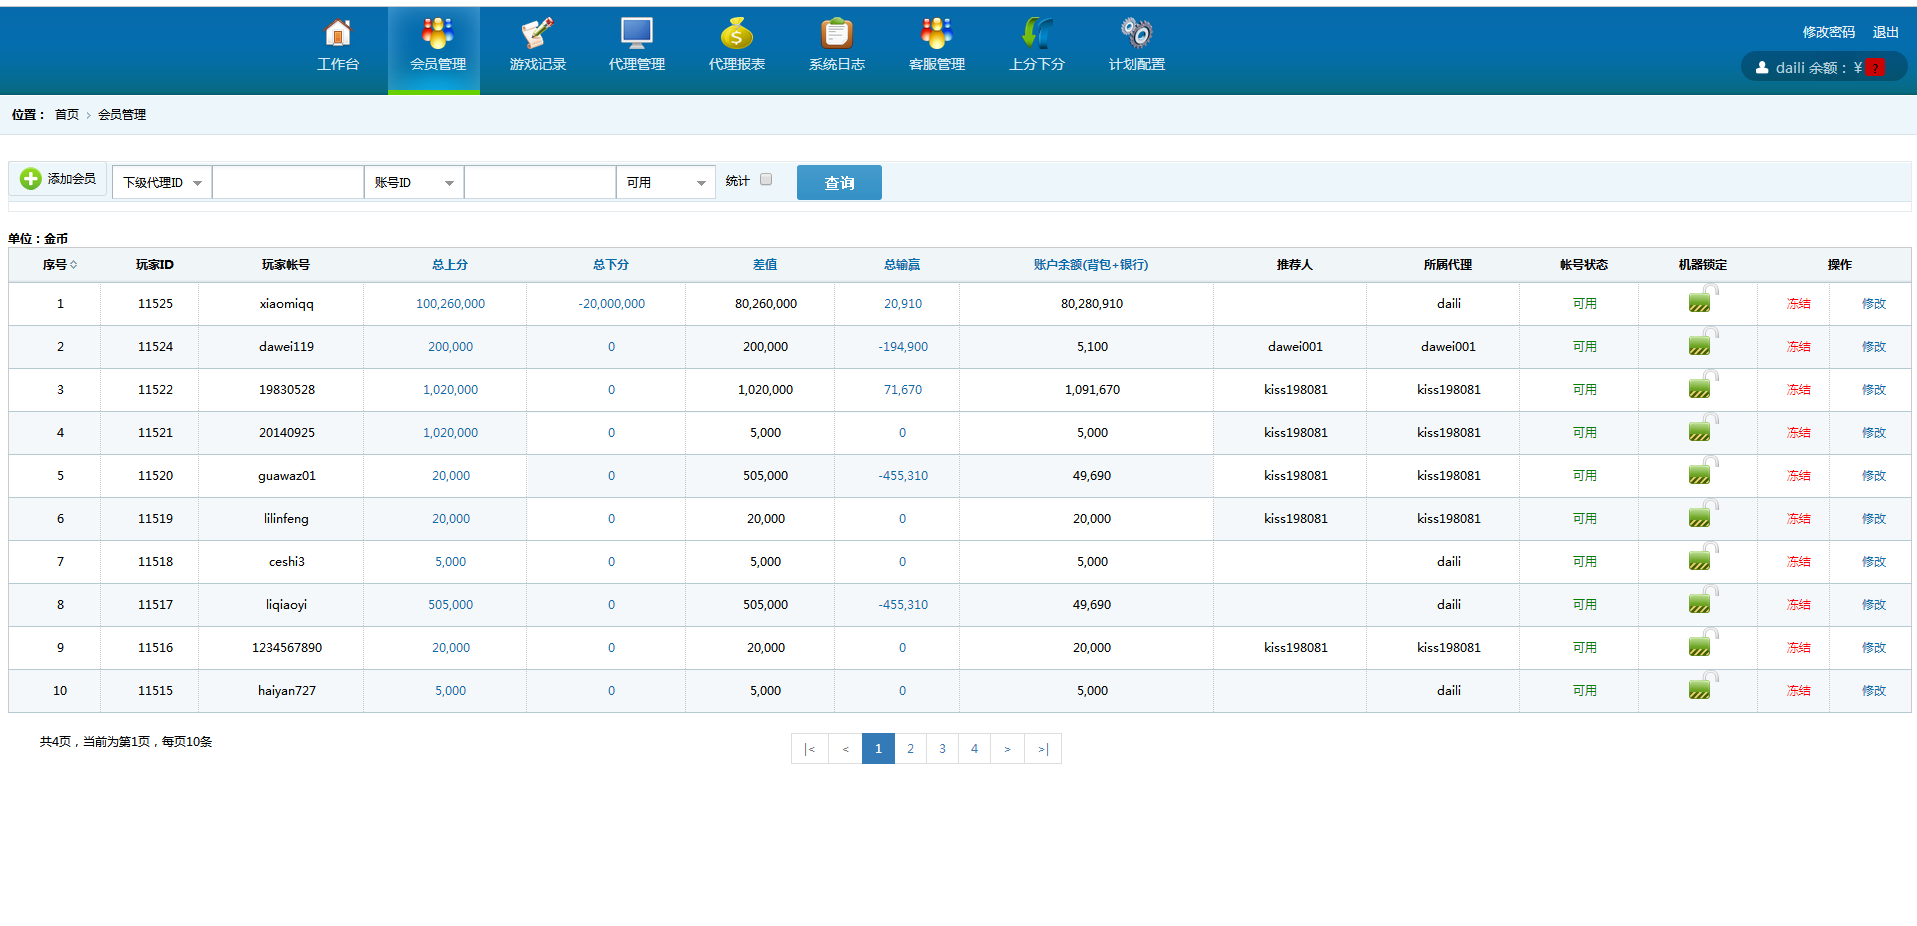 工作台 会员管理 游戏记录 代理管理 代理报表 系统日志 客服管理 上分下分 计划配置
修改密码 退出
daili 余额：¥ ?
位置： 首页 › 会员管理
添加会员 下级代理ID 账号ID 可用 统计 查询
单位：金币
序号 玩家ID 玩家帐号 总上分 总下分 差值 总输赢 账户余额(背包+银行) 推荐人 所属代理 帐号状态 机器锁定 操作
1 11525 xiaomiqq 100,260,000 -20,000,000 80,260,000 20,910 80,280,910 daili 可用 冻结 修改
2 11524 dawei119 200,000 0 200,000 -194,900 5,100 dawei001 dawei001 可用 冻结 修改
3 11522 19830528 1,020,000 0 1,020,000 71,670 1,091,670 kiss198081 kiss198081 可用 冻结 修改
4 11521 20140925 1,020,000 0 5,000 0 5,000 kiss198081 kiss198081 可用 冻结 修改
5 11520 guawaz01 20,000 0 505,000 -455,310 49,690 kiss198081 kiss198081 可用 冻结 修改
6 11519 lilinfeng 20,000 0 20,000 0 20,000 kiss198081 kiss198081 可用 冻结 修改
7 11518 ceshi3 5,000 0 5,000 0 5,000 daili 可用 冻结 修改
8 11517 liqiaoyi 505,000 0 505,000 -455,310 49,690 daili 可用 冻结 修改
9 11516 1234567890 20,000 0 20,000 0 20,000 kiss198081 kiss198081 可用 冻结 修改
10 11515 haiyan727 5,000 0 5,000 0 5,000 daili 可用 冻结 修改
共4页，当前为第1页，每页10条
|< < 1 2 3 4 > >|